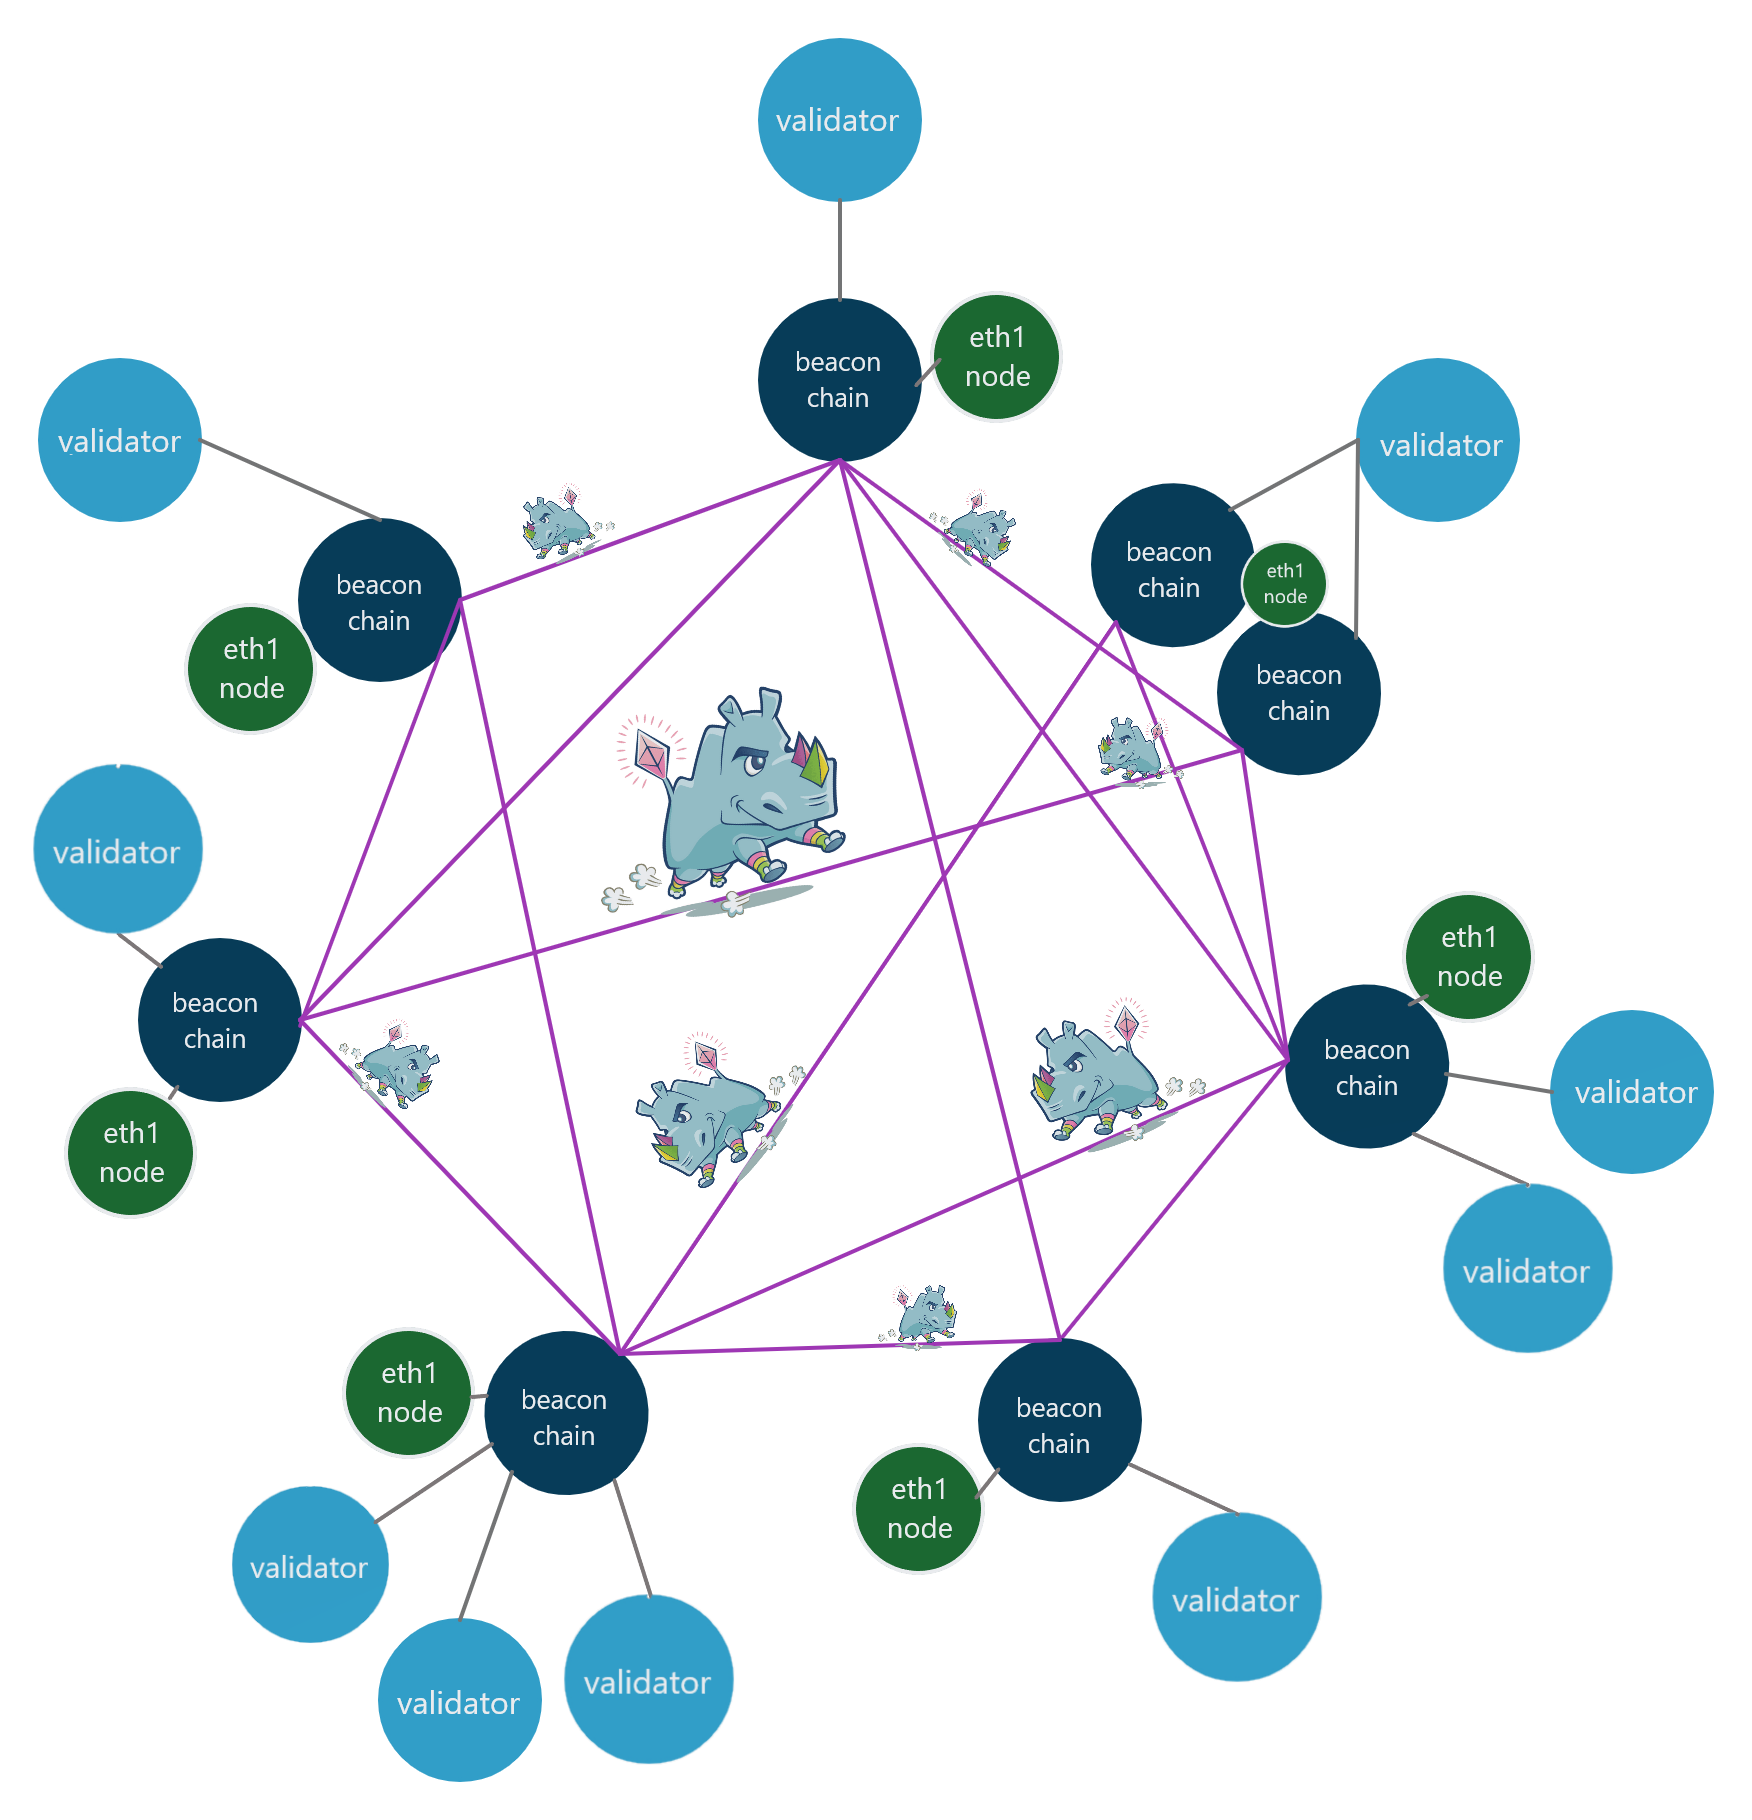 validator
beacon
chain
eth1
node
validator
beacon
chain
eth1
node
validator
beacon
chain
eth1
node
beacon
chain
validator
beacon
chain
eth1
node
eth1
node
beacon
chain
validator
validator
eth1
node
beacon
chain
validator
validator
validator
beacon
chain
eth1
node
validator